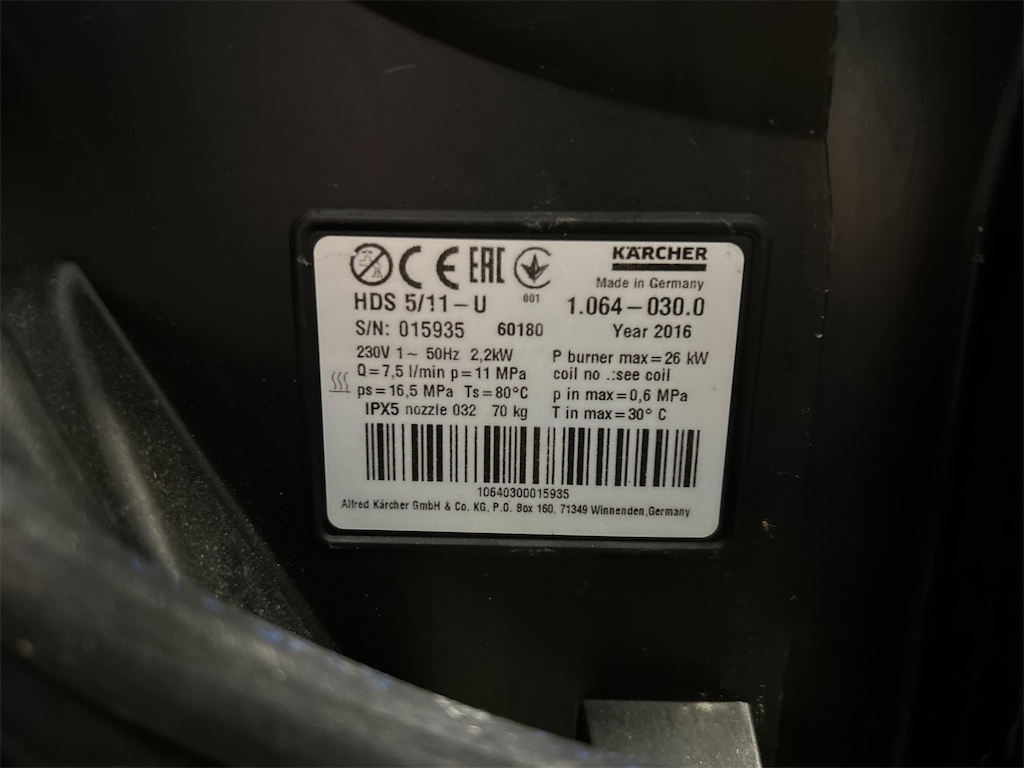 CE EAC 001 KÄRCHER
Made in Germany
HDS 5/11-U 1.064-030.0
S/N: 015935 60180 Year 2016
230V 1~ 50Hz 2,2kW P burner max=26 kW
Q=7,5 l/min p=11 MPa coil no .:see coil
ps=16,5 MPa Ts=80°C p in max=0,6 MPa
IPX5 nozzle 032 70 kg T in max=30° C
10640300015935
Alfred Kärcher GmbH & Co. KG, P.O. Box 160, 71349 Winnenden,Germany